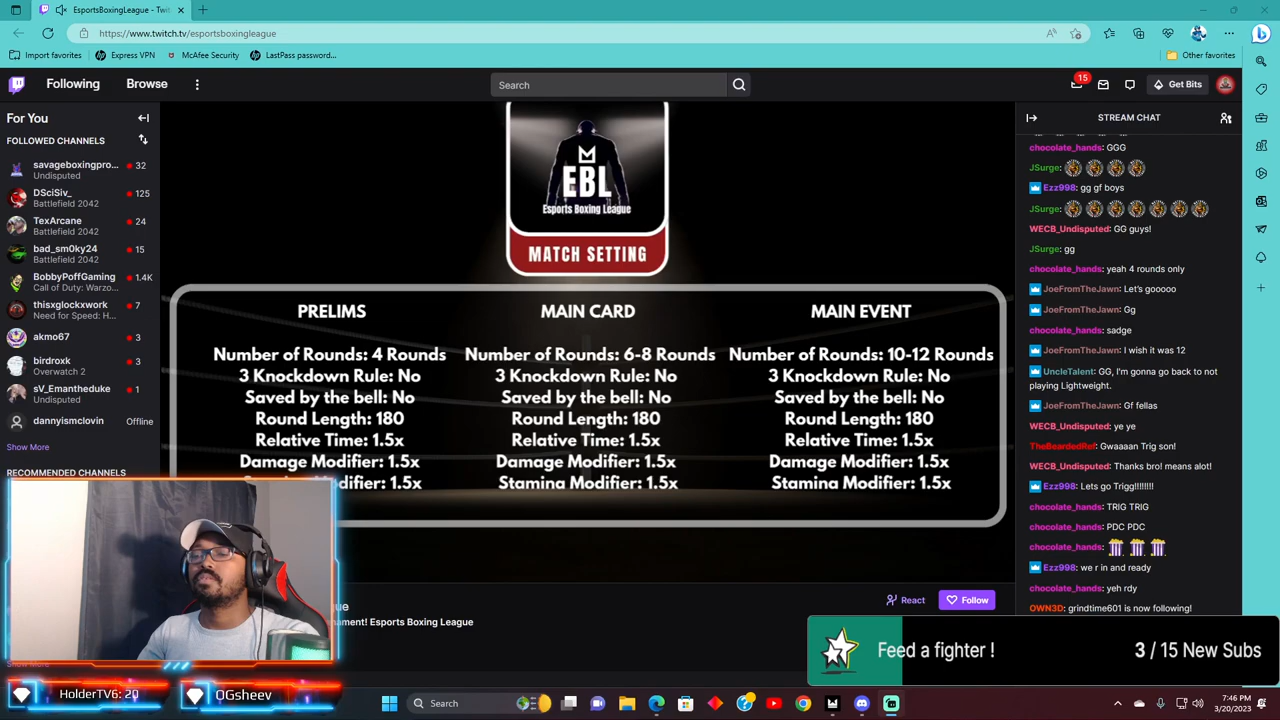 EsportsBoxingLeague - Twi
https://www.twitch.tv/esportsboxingleague
Import favorites
Express VPN
McAfee Security
LastPass password...
Other favorites
Following
Browse
Search
15
Get Bits
For You
FOLLOWED CHANNELS
savageboxingpro... 32
Undisputed
DSciSiv_ 125
Battlefield 2042
TexArcane 24
Battlefield 2042
bad_sm0ky24 15
Battlefield 2042
BobbyPoffGaming 1.4K
Call of Duty: Warzo...
thisxglockxwork 7
Need for Speed: H...
akmo67 3
birdroxk 3
Overwatch 2
sV_Emantheduke 1
Undisputed
dannyismclovin Offline
Show More
RECOMMENDED CHANNELS
EBL
Esports Boxing League
MATCH SETTING
PRELIMS
Number of Rounds: 4 Rounds
3 Knockdown Rule: No
Saved by the bell: No
Round Length: 180
Relative Time: 1.5x
Damage Modifier: 1.5x
difier: 1.5x
MAIN CARD
Number of Rounds: 6-8 Rounds
3 Knockdown Rule: No
Saved by the bell: No
Round Length: 180
Relative Time: 1.5x
Damage Modifier: 1.5x
Stamina Modifier: 1.5x
MAIN EVENT
Number of Rounds: 10-12 Rounds
3 Knockdown Rule: No
Saved by the bell: No
Round Length: 180
Relative Time: 1.5x
Damage Modifier: 1.5x
Stamina Modifier: 1.5x
gue
nament! Esports Boxing League
React
Follow
STREAM CHAT
chocolate_hands: GGG
JSurge:
Ezz998: gg gf boys
JSurge:
WECB_Undisputed: GG guys!
JSurge: gg
chocolate_hands: yeah 4 rounds only
JoeFromTheJawn: Let's gooooo
JoeFromTheJawn: Gg
chocolate_hands: sadge
JoeFromTheJawn: I wish it was 12
UncleTalent: GG, I'm gonna go back to not
playing Lightweight.
JoeFromTheJawn: Gf fellas
WECB_Undisputed: ye ye
TheBeardedRef: Gwaaaan Trig son!
WECB_Undisputed: Thanks bro! means alot!
Ezz998: Lets go Trigg!!!!!!!!
chocolate_hands: TRIG TRIG
chocolate_hands: PDC PDC
chocolate_hands:
Ezz998: we r in and ready
chocolate_hands: yeh rdy
OWN3D: grindtime601 is now following!
Feed a fighter !
3 / 15 New Subs
Show More
HolderTV6: 20
OGsheev
Search
7:46 PM
3/20/2023